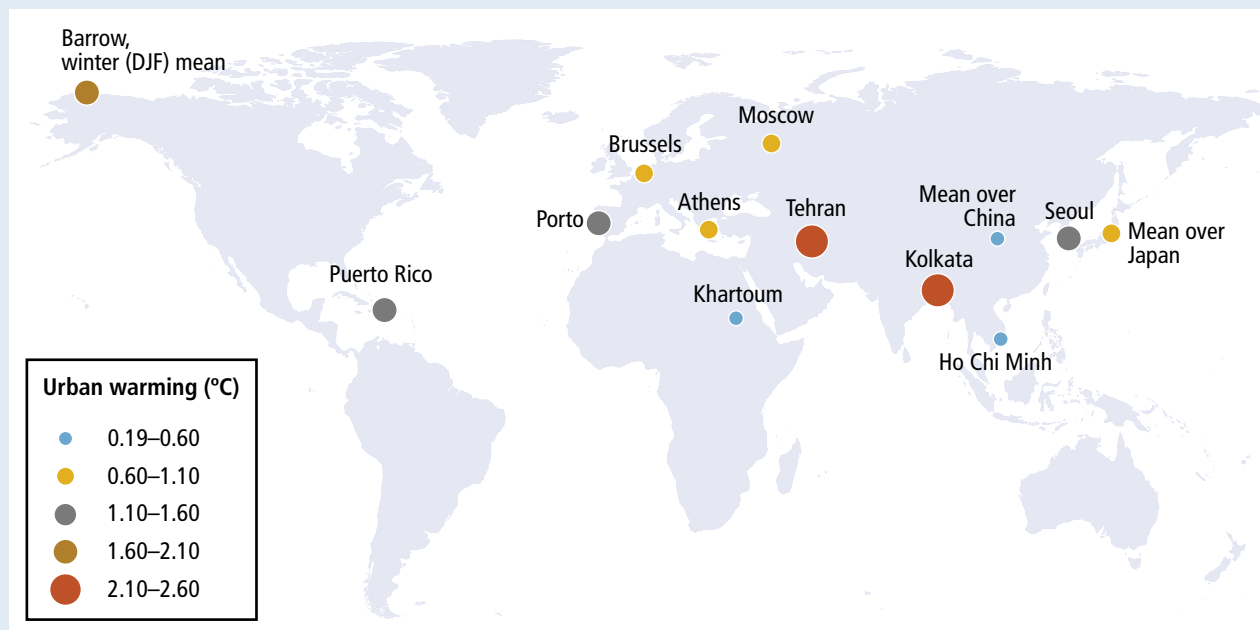 Barrow,
winter (DJF) mean
Moscow
Brussels
Porto
Athens
Tehran
Mean over
China
Seoul
Mean over
Japan
Kolkata
Puerto Rico
Khartoum
Ho Chi Minh
Urban warming (ºC)
0.19–0.60
0.60–1.10
1.10–1.60
1.60–2.10
2.10–2.60